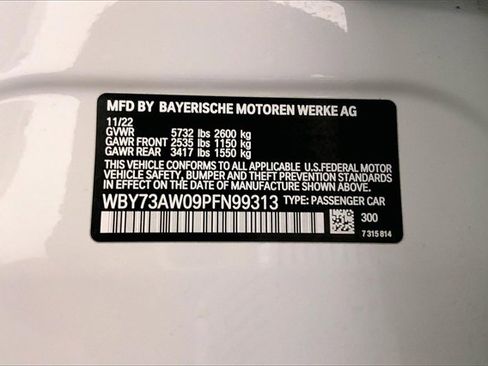 MFD BY BAYERISCHE MOTOREN WERKE AG
11/22
GVWR 5732 lbs 2600 kg
GAWR FRONT 2535 lbs 1150 kg
GAWR REAR 3417 lbs 1550 kg
THIS VEHICLE CONFORMS TO ALL APPLICABLE U.S.FEDERAL MOTOR
VEHICLE SAFETY, BUMPER AND THEFT PREVENTION STANDARDS
IN EFFECT ON THE DATE OF MANUFACTURE SHOWN ABOVE.
WBY73AW09PFN99313 TYPE: PASSENGER CAR
300
7 315 814